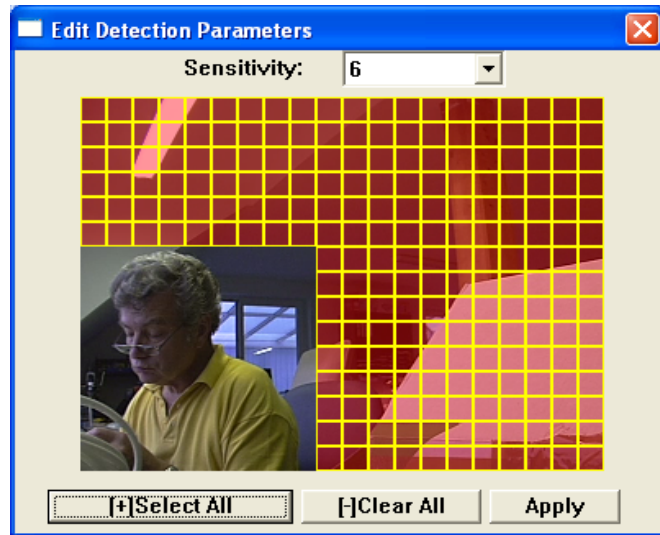 Edit Detection Parameters
Sensitivity: 6
[+]Select All [-]Clear All Apply